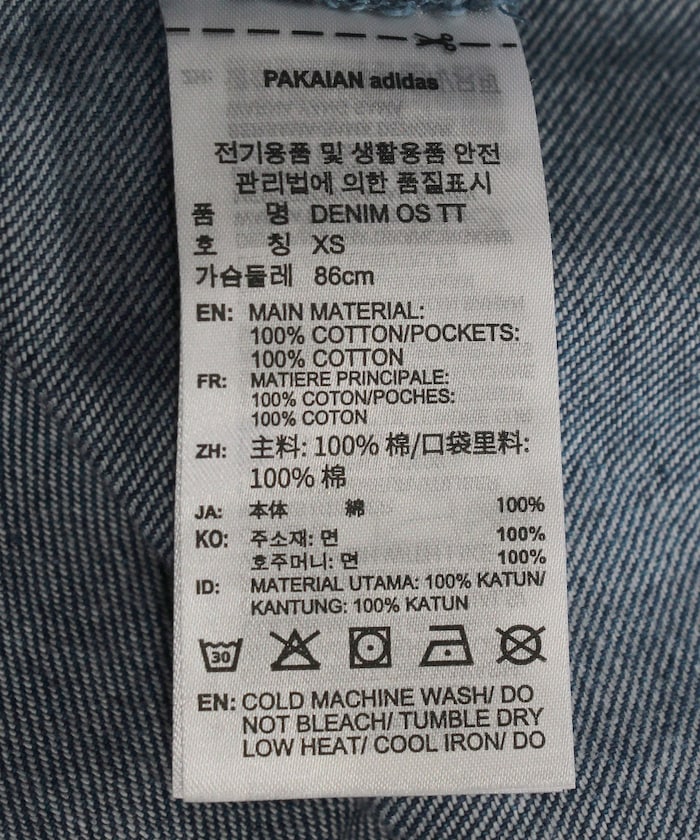 PAKAIAN adidas
전기용품 및 생활용품 안전
관리법에 의한 품질표시
품 명 DENIM OS TT
호 칭 XS
가슴둘레 86cm
EN: MAIN MATERIAL:
100% COTTON/POCKETS:
100% COTTON
FR: MATIERE PRINCIPALE:
100% COTON/POCHES:
100% COTON
ZH: 主料: 100% 棉/口袋里料:
100% 棉
JA: 本体 綿 100%
KO: 주소재: 면 100%
호주머니: 면 100%
ID: MATERIAL UTAMA: 100% KATUN/
KANTUNG: 100% KATUN
30
EN: COLD MACHINE WASH/ DO
NOT BLEACH/ TUMBLE DRY
LOW HEAT/ COOL IRON/ DO